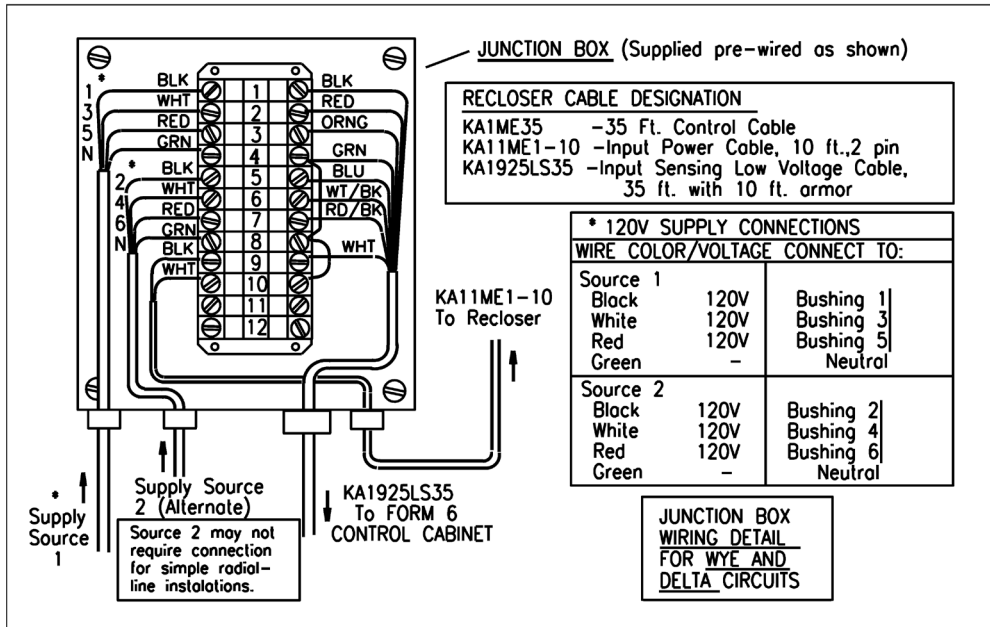 JUNCTION BOX (Supplied pre-wired as shown)
*
1
3
5
N
BLK
WHT
RED
GRN
*
2
4
6
N
BLK
WHT
RED
GRN
BLK
WHT
1
2
3
4
5
6
7
8
9
10
11
12
BLK
RED
ORNG
GRN
BLU
WT/BK
RD/BK
WHT
RECLOSER CABLE DESIGNATION
KA1ME35 -35 Ft. Control Cable
KA11ME1-10 -Input Power Cable, 10 ft.,2 pin
KA1925LS35 -Input Sensing Low Voltage Cable,
35 ft. with 10 ft. armor
* 120V SUPPLY CONNECTIONS
WIRE COLOR/VOLTAGE CONNECT TO:
Source 1
Black 120V Bushing 1
White 120V Bushing 3
Red 120V Bushing 5
Green - Neutral
Source 2
Black 120V Bushing 2
White 120V Bushing 4
Red 120V Bushing 6
Green - Neutral
KA11ME1-10
To Recloser
*
Supply
Source
1
Supply Source
2 (Alternate)
Source 2 may not
require connection
for simple radial-
line instalations.
KA1925LS35
To FORM 6
CONTROL CABINET
JUNCTION BOX
WIRING DETAIL
FOR WYE AND
DELTA CIRCUITS